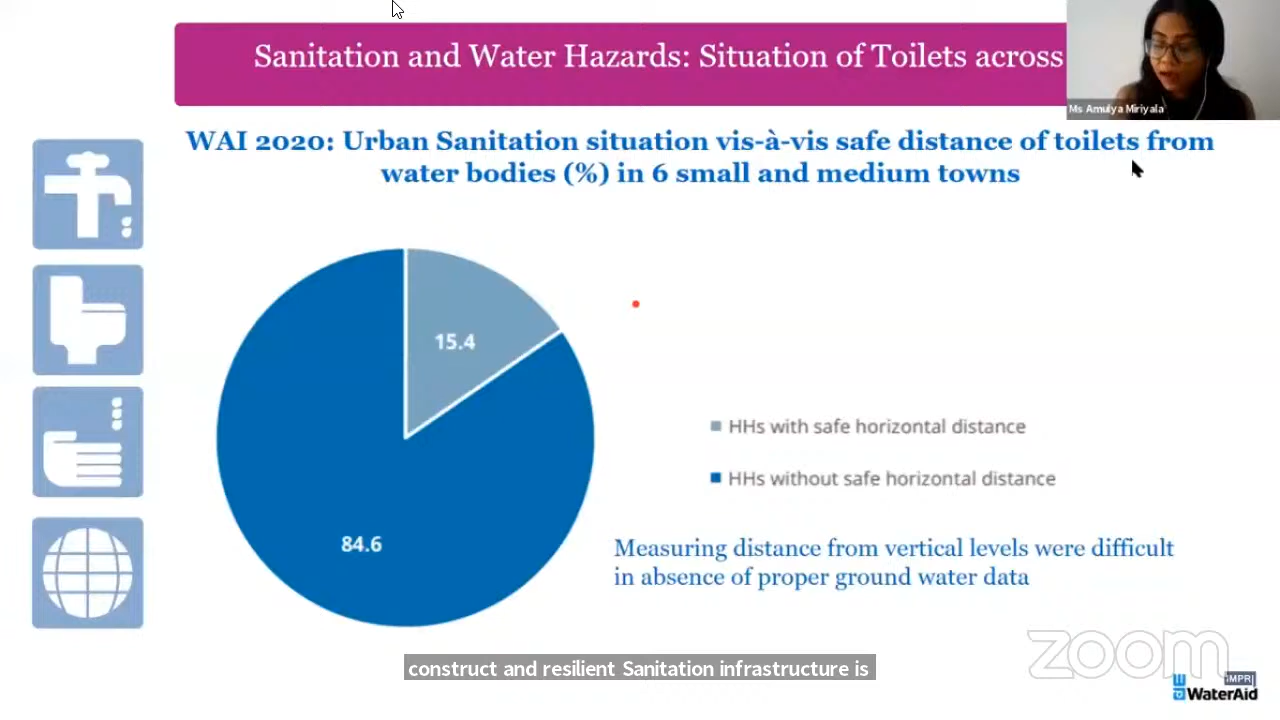 Sanitation and Water Hazards: Situation of Toilets across
Ms Amulya Miriyala
WAI 2020: Urban Sanitation situation vis-à-vis safe distance of toilets from
water bodies (%) in 6 small and medium towns
15.4
84.6
HHs with safe horizontal distance
HHs without safe horizontal distance
Measuring distance from vertical levels were difficult
in absence of proper ground water data
construct and resilient Sanitation infrastructure is
zoom
IMPRI
WaterAid